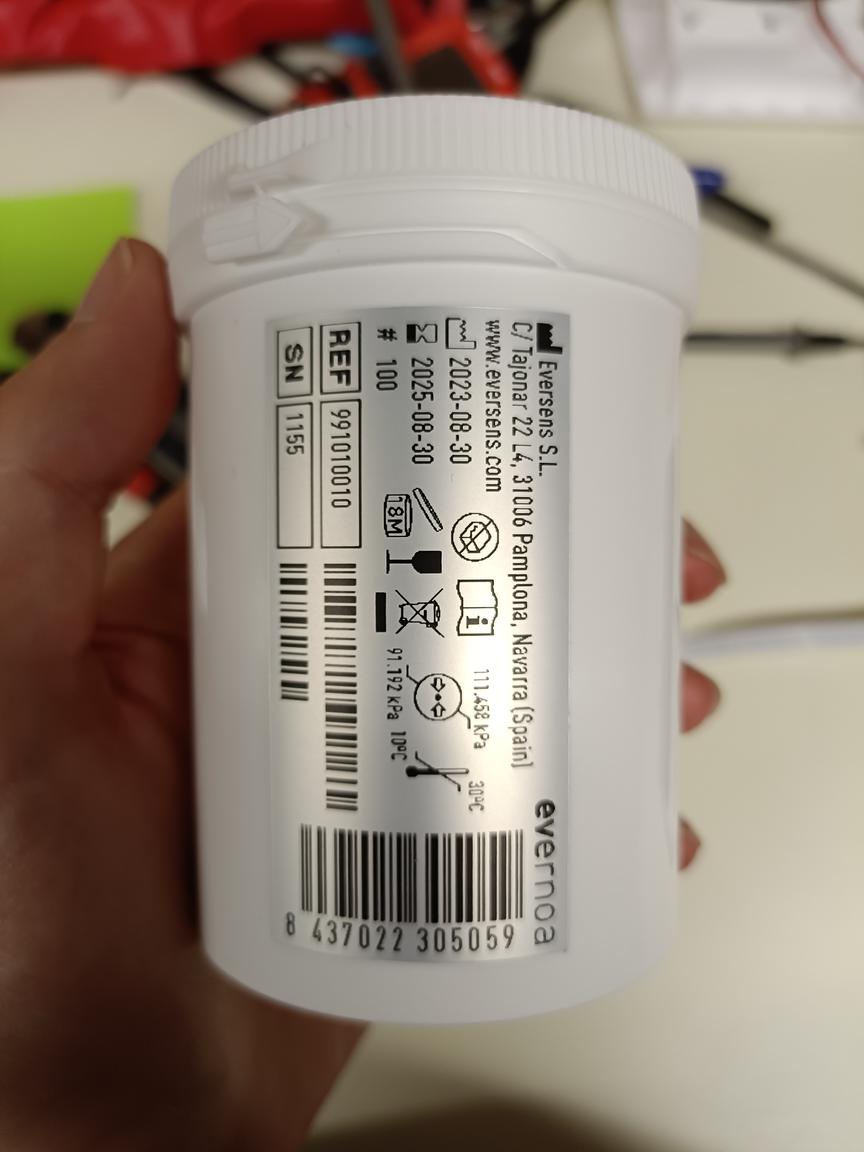 Eversens S.L.
C/ Tajonar 22 L4, 31006 Pamplona, Navarra (Spain)
www.eversens.com
2023-08-30
2025-08-30
# 100
18M
111.458 kPa
91.192 kPa
30ºC
10ºC
REF 991010010
SN 1155
evernoa
8 437022 305059